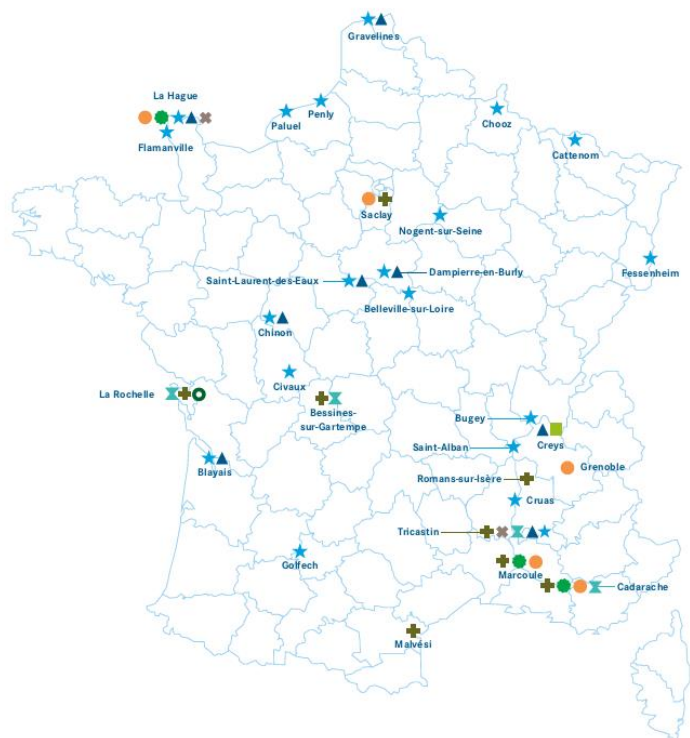 Gravelines
La Hague
Penly
Paluel
Chooz
Flamanville
Cattenom
Saclay
Nogent-sur-Seine
Fessenheim
Dampierre-en-Burly
Saint-Laurent-des-Eaux
Belleville-sur-Loire
Chinon
Civaux
La Rochelle
Bessines-
sur-Gartempe
Bugey
Creys
Saint-Alban
Blayais
Grenoble
Romans-sur-Isère
Cruas
Tricastin
Golfech
Marcoule
Cadarache
Malvési